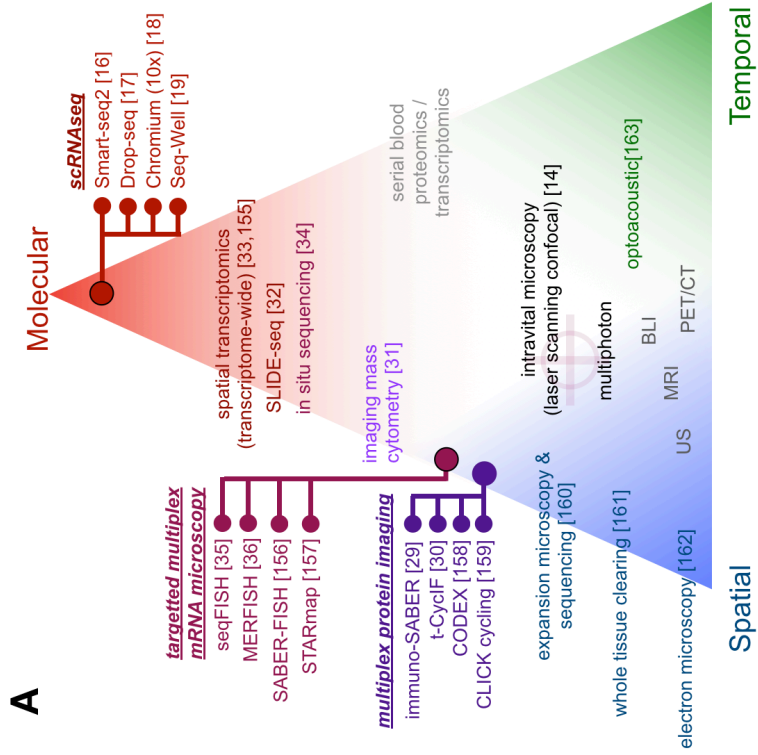 A
Molecular
scRNAseq
Smart-seq2 [16]
Drop-seq [17]
Chromium (10x) [18]
Seq-Well [19]
targetted multiplex
mRNA microscopy
seqFISH [35]
MERFISH [36]
SABER-FISH [156]
STARmap [157]
spatial transcriptomics
(transcriptome-wide) [33,155]
SLIDE-seq [32]
in situ sequencing [34]
imaging mass
cytometry [31]
serial blood
proteomics /
transcriptomics
multiplex protein imaging
immuno-SABER [29]
t-CyclF [30]
CODEX [158]
CLICK cycling [159]
expansion microscopy &
sequencing [160]
intravital microscopy
(laser scanning confocal) [14]
multiphoton
whole tissue clearing [161]
optoacoustic[163]
BLI
electron microscopy [162]
US
MRI
PET/CT
Spatial
Temporal